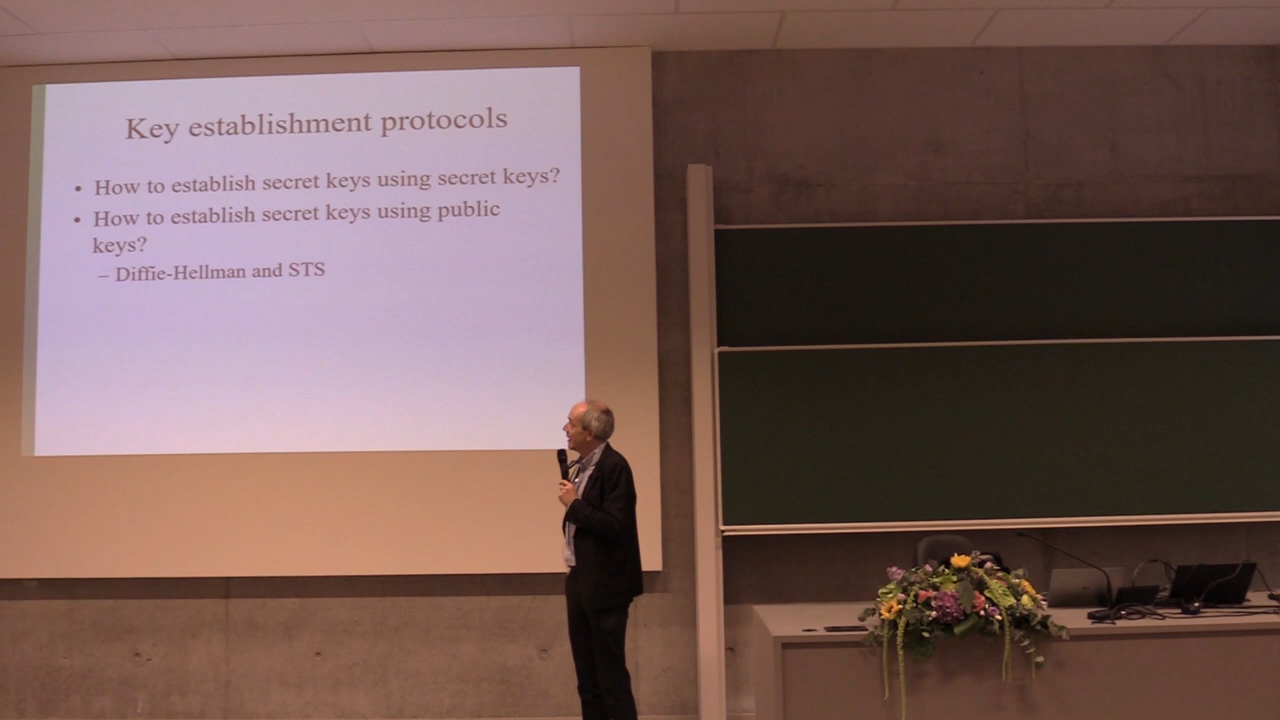 Key establishment protocols
• How to establish secret keys using secret keys?
• How to establish secret keys using public
keys?
– Diffie-Hellman and STS